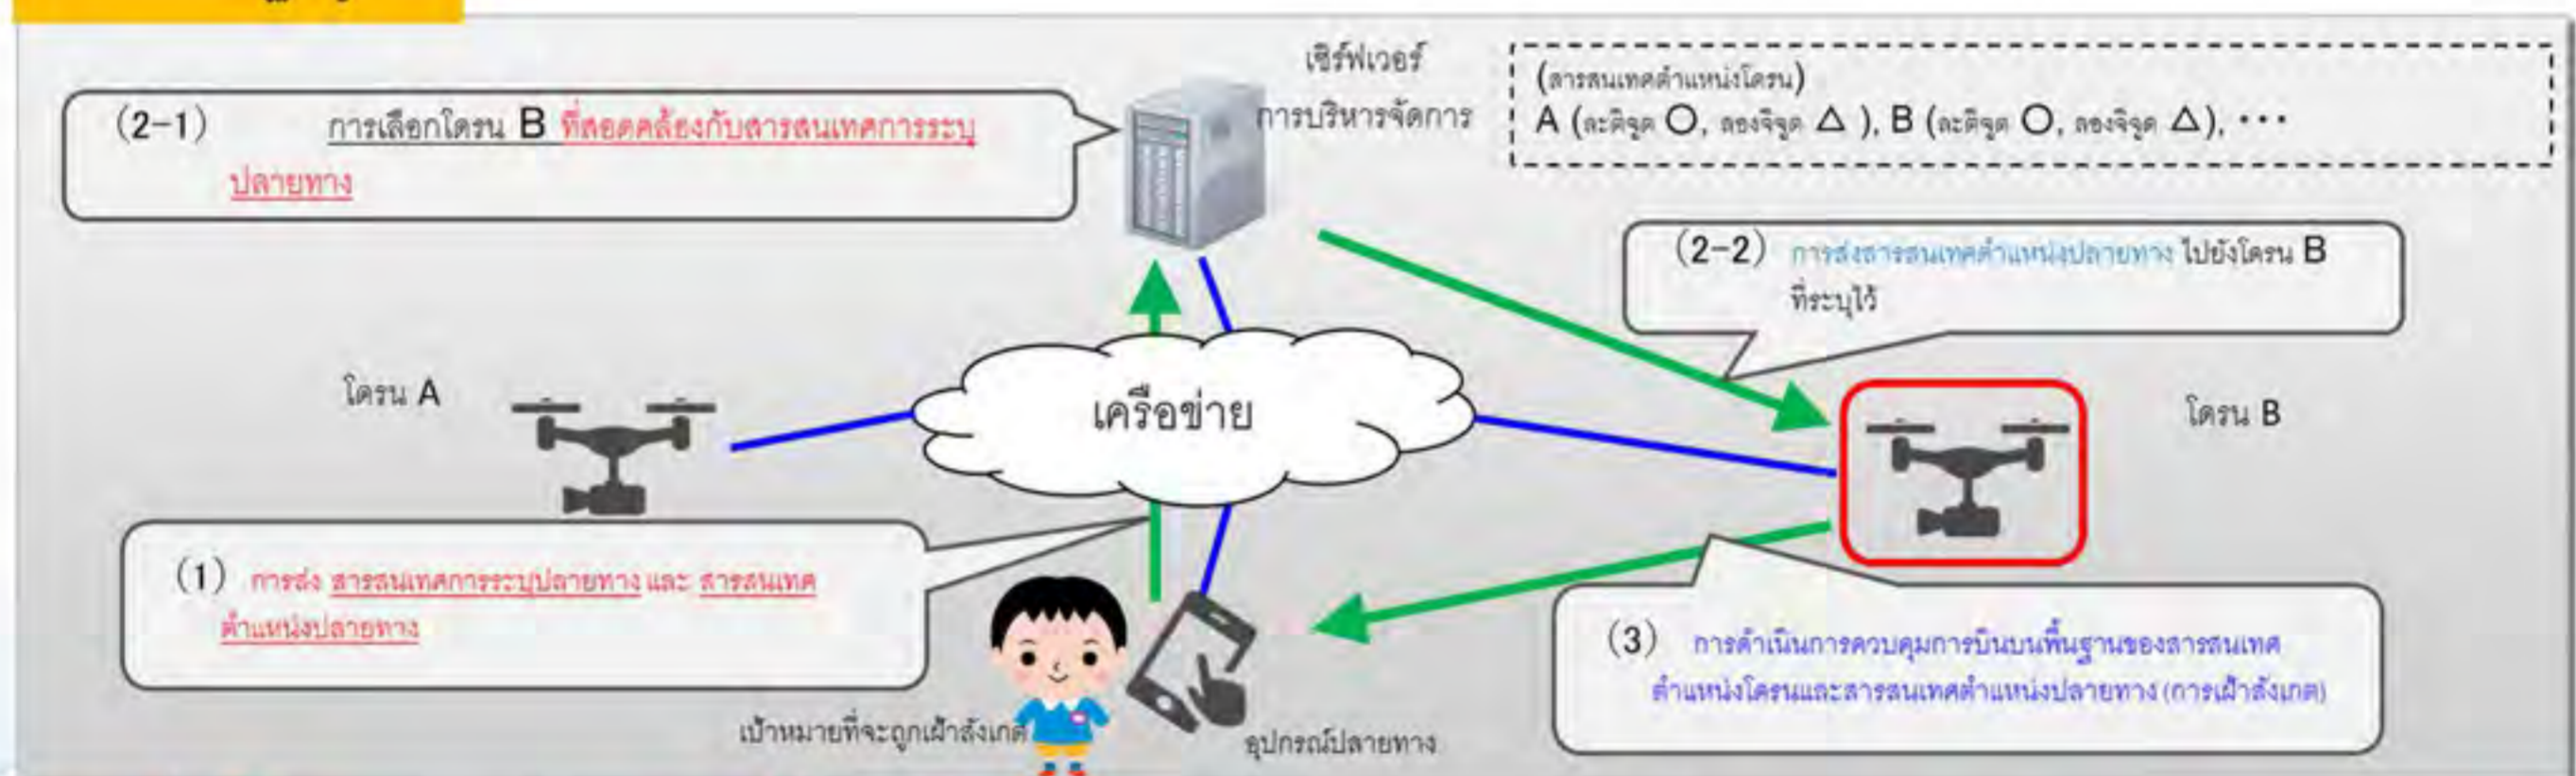 เซิร์ฟเวอร์
การบริหารจัดการ
(สารสนเทศตำแหน่งโดรน)
A (ละติจูด ○, ลองจิจูด △ ), B (ละติจูด ○, ลองจิจูด △), ･･･
(2-1) การเลือกโดรน B ที่สอดคล้องกับสารสนเทศการระบุ
ปลายทาง
(2-2) การส่งสารสนเทศตำแหน่งปลายทาง ไปยังโดรน B
ที่ระบุไว้
โดรน A
เครือข่าย
โดรน B
(1) การส่ง สารสนเทศการระบุปลายทาง และ สารสนเทศ
ตำแหน่งปลายทาง
(3) การดำเนินการควบคุมการบินบนพื้นฐานของสารสนเทศ
ตำแหน่งโดรนและสารสนเทศตำแหน่งปลายทาง (การเฝ้าสังเกต)
เป้าหมายที่จะถูกเฝ้าสังเกต
อุปกรณ์ปลายทาง